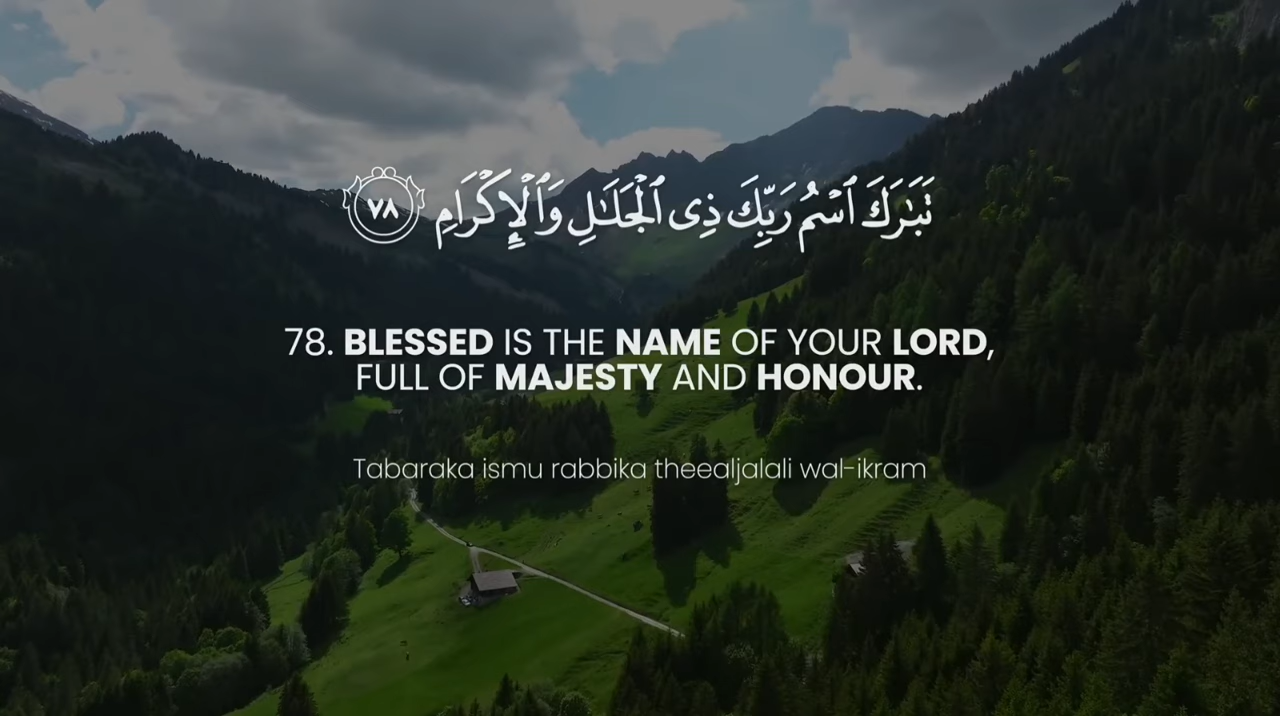 تَبَٰرَكَ ٱسْمُ رَبِّكَ ذِى ٱلْجَلَٰلِ وَٱلْإِكْرَامِ ٧٨
78. BLESSED IS THE NAME OF YOUR LORD,
FULL OF MAJESTY AND HONOUR.
Tabaraka ismu rabbika theealjalali wal-ikram